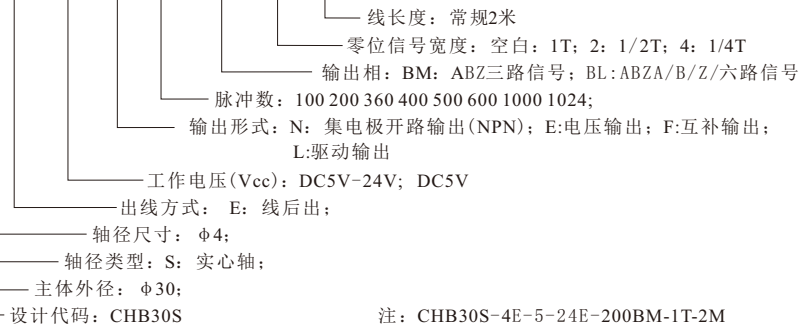 线长度：常规2米
零位信号宽度：空白：1T；2：1/2T；4：1/4T
输出相：BM：ABZ三路信号；BL:ABZA/B/Z/六路信号
脉冲数：100 200 360 400 500 600 1000 1024;
输出形式：N：集电极开路输出(NPN)；E:电压输出；F:互补输出；
L:驱动输出
工作电压(Vcc)：DC5V-24V；DC5V
出线方式：E：线后出；
轴径尺寸：φ4；
轴径类型：S：实心轴；
主体外径：φ30；
设计代码：CHB30S 注：CHB30S-4E-5-24E-200BM-1T-2M